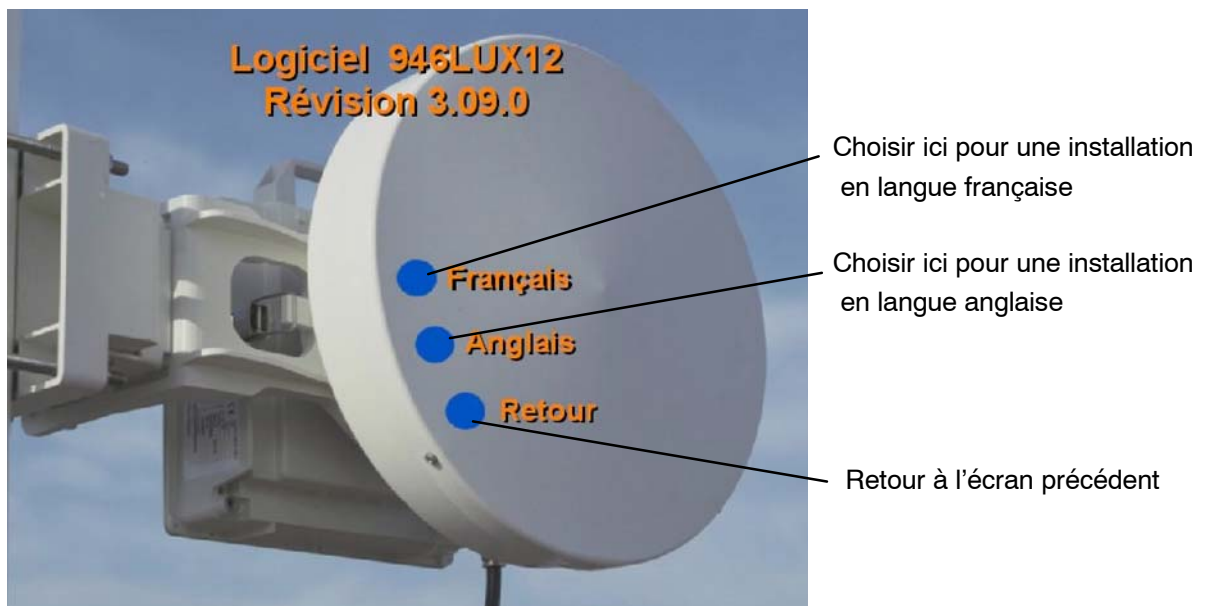 Logiciel 946LUX12
Révision 3.09.0
Choisir ici pour une installation
en langue française
Français
Choisir ici pour une installation
en langue anglaise
Anglais
Retour
Retour à l’écran précédent